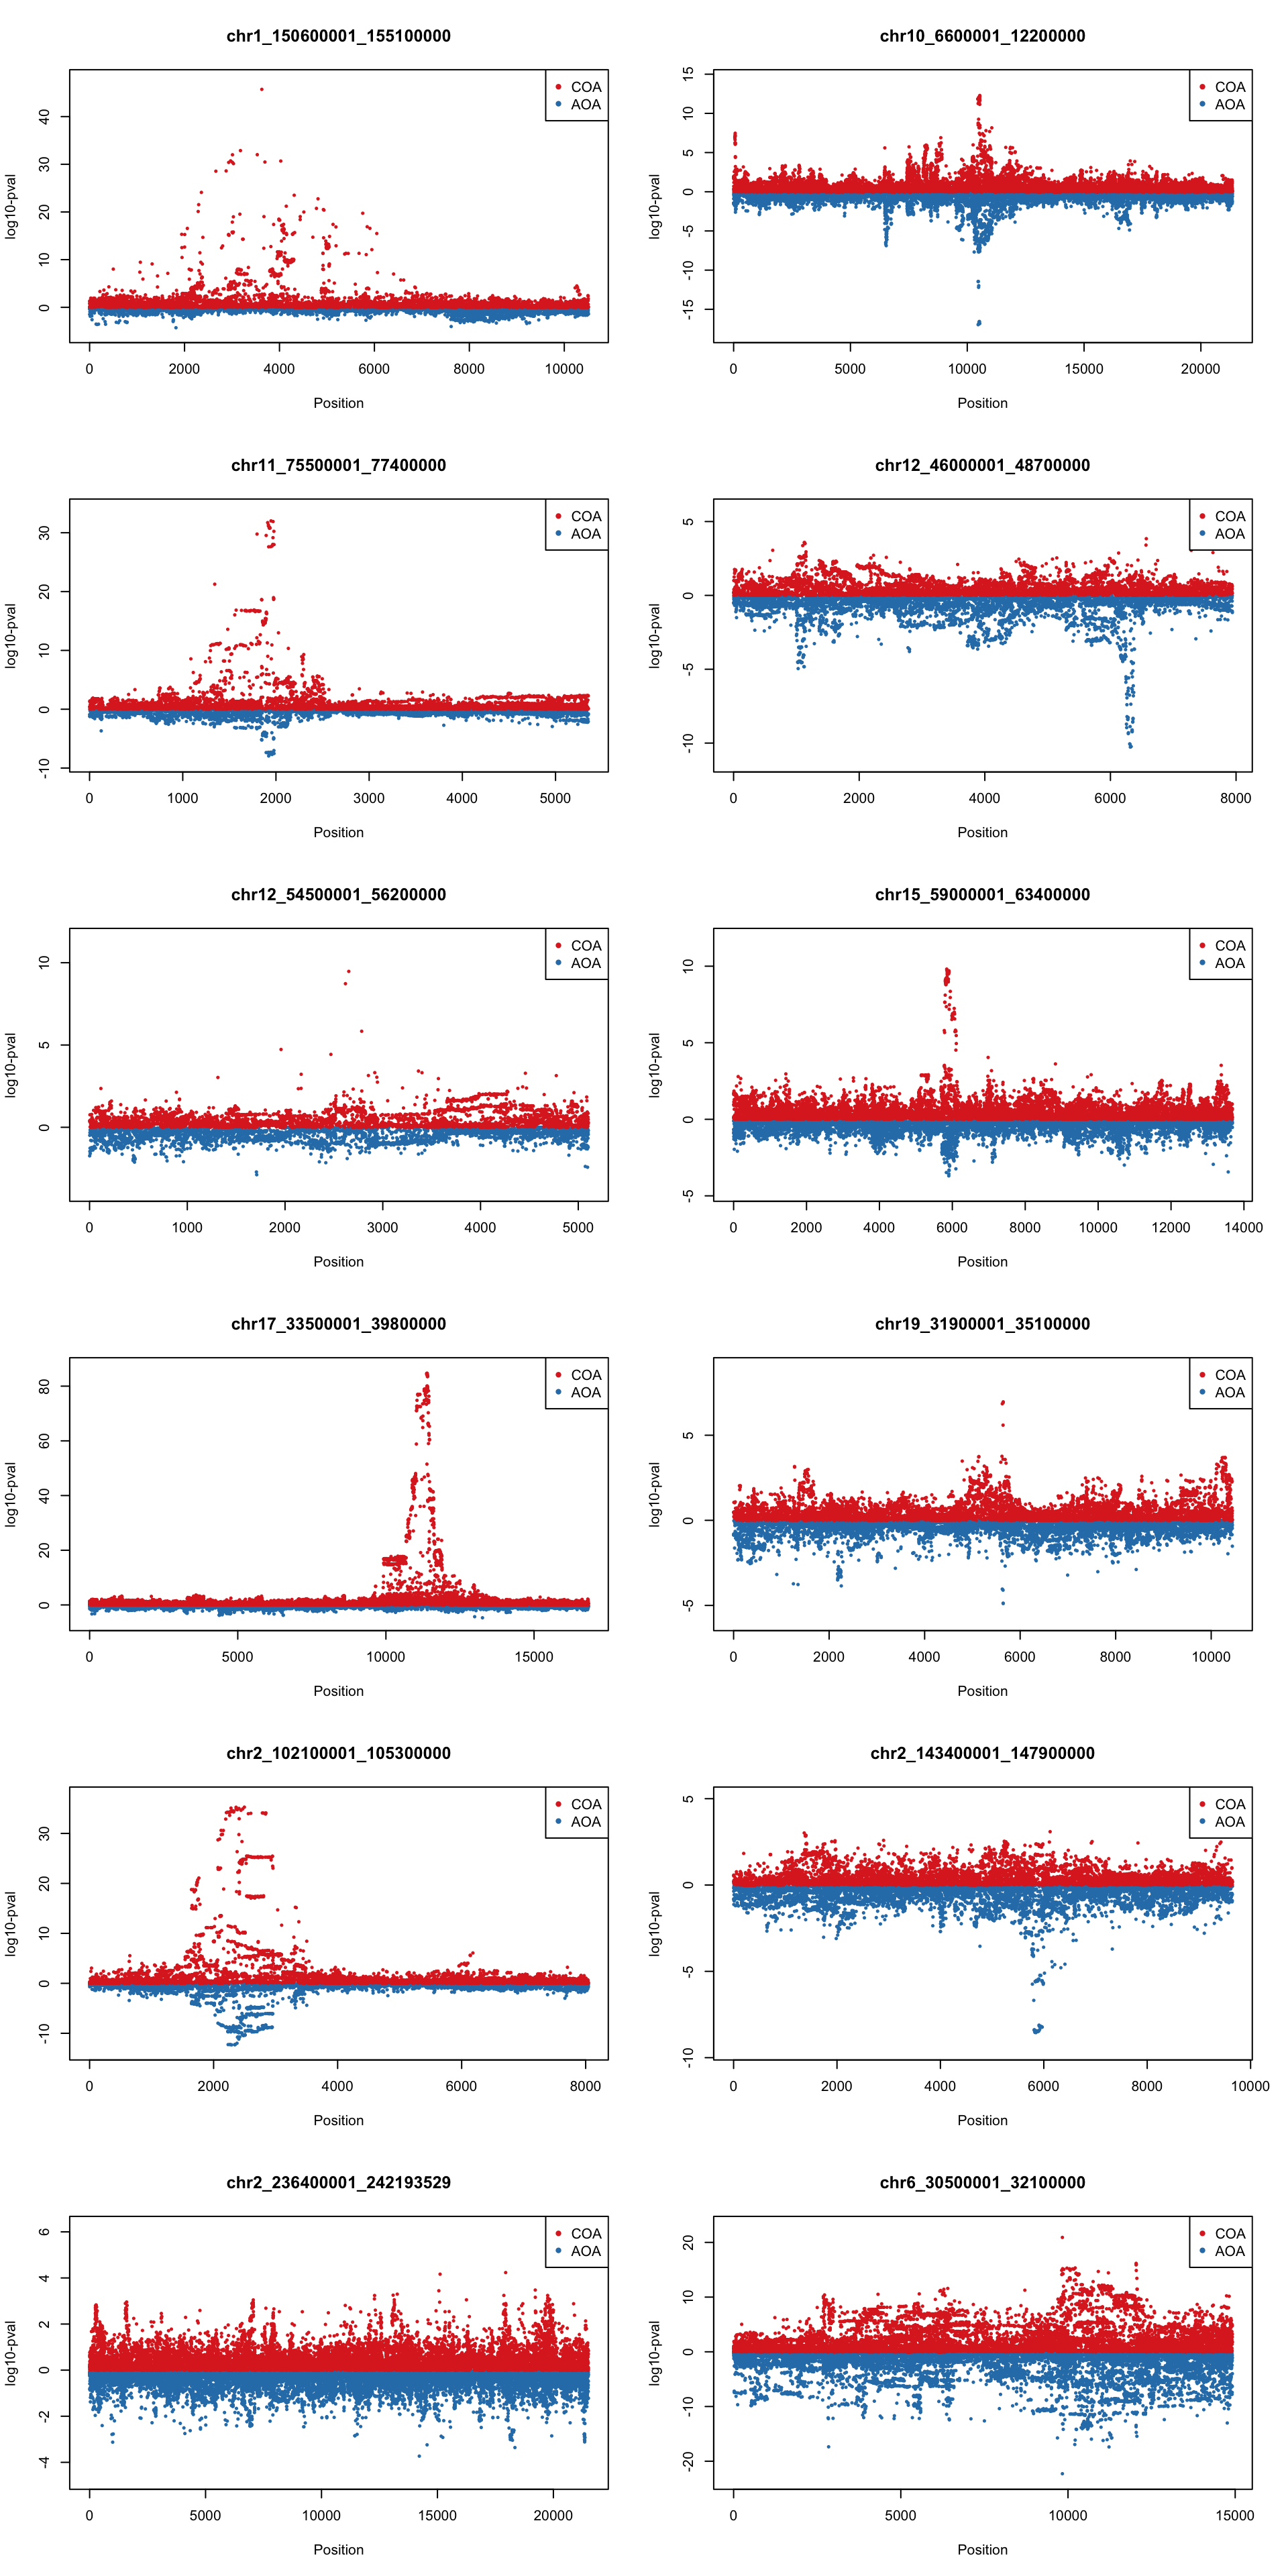 chr1_150600001_155100000
log10-pval
40
30
20
10
0
COA
AOA
0 2000 4000 6000 8000 10000
Position
chr10_6600001_12200000
log10-pval
15
10
5
0
-5
-10
-15
COA
AOA
0 5000 10000 15000 20000
Position
chr11_75500001_77400000
log10-pval
30
20
10
0
-10
COA
AOA
0 1000 2000 3000 4000 5000
Position
chr12_46000001_48700000
log10-pval
5
0
-5
-10
COA
AOA
0 2000 4000 6000 8000
Position
chr12_54500001_56200000
log10-pval
10
5
0
COA
AOA
0 1000 2000 3000 4000 5000
Position
chr15_59000001_63400000
log10-pval
10
5
0
-5
COA
AOA
0 2000 4000 6000 8000 10000 12000 14000
Position
chr17_33500001_39800000
log10-pval
80
60
40
20
0
COA
AOA
0 5000 10000 15000
Position
chr19_31900001_35100000
log10-pval
5
0
-5
COA
AOA
0 2000 4000 6000 8000 10000
Position
chr2_102100001_105300000
log10-pval
30
20
10
0
-10
COA
AOA
0 2000 4000 6000 8000
Position
chr2_143400001_147900000
log10-pval
5
0
-5
-10
COA
AOA
0 2000 4000 6000 8000 10000
Position
chr2_236400001_242193529
log10-pval
6
4
2
0
-2
-4
COA
AOA
0 5000 10000 15000 20000
Position
chr6_30500001_32100000
log10-pval
20
10
0
-10
-20
COA
AOA
0 5000 10000 15000
Position